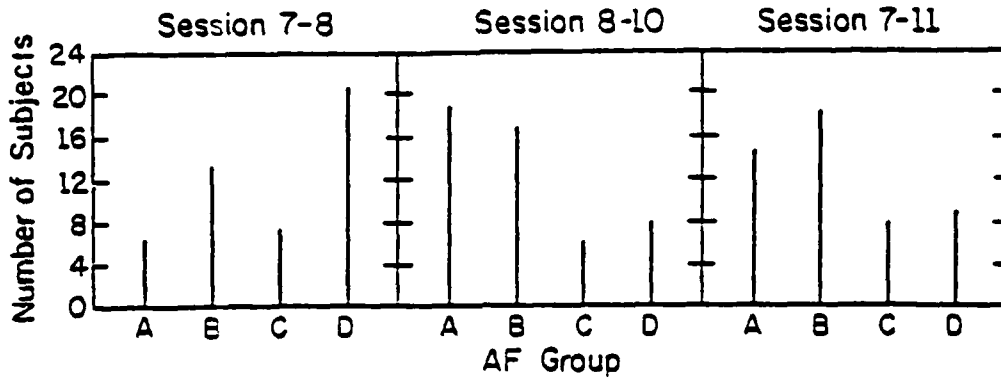 Session 7-8 Session 8-10 Session 7-11
Number of Subjects
24
20
16
12
8
4
0
A B C D A B C D A B C D
AF Group